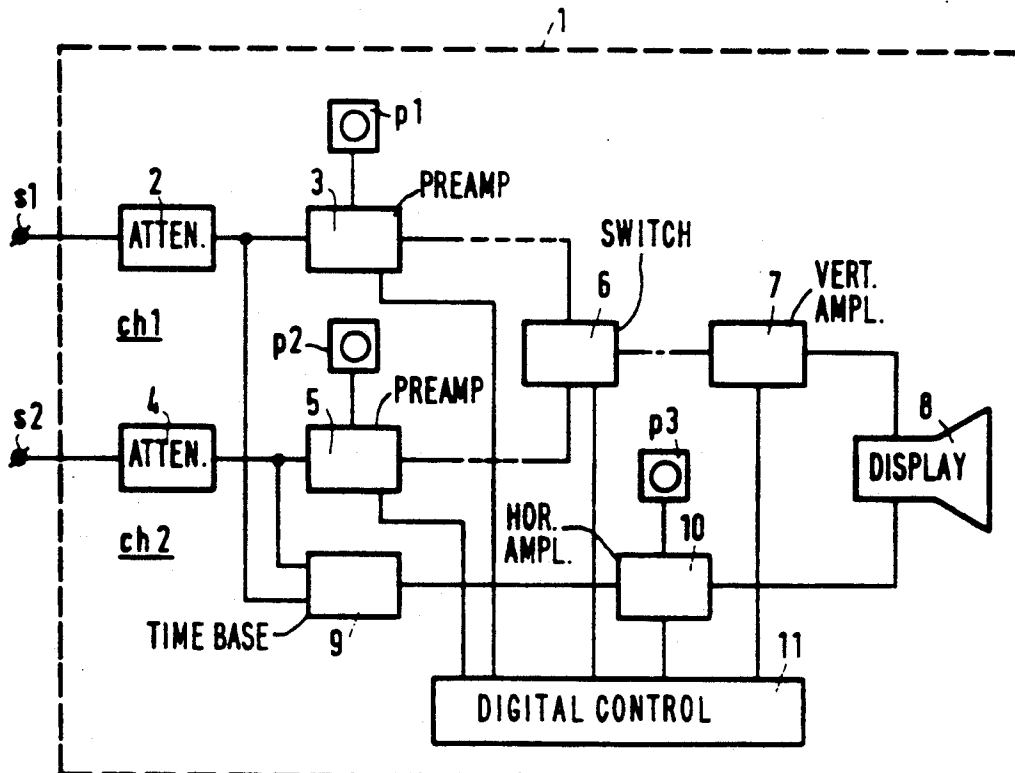 1
p1
s1
2
ATTEN.
3
PREAMP
ch1
SWITCH
6
7
VERT.
AMPL.
p2
5
PREAMP
s2
4
ATTEN.
p3
8
DISPLAY
ch2
HOR.
AMPL.
10
TIME BASE
9
11
DIGITAL CONTROL